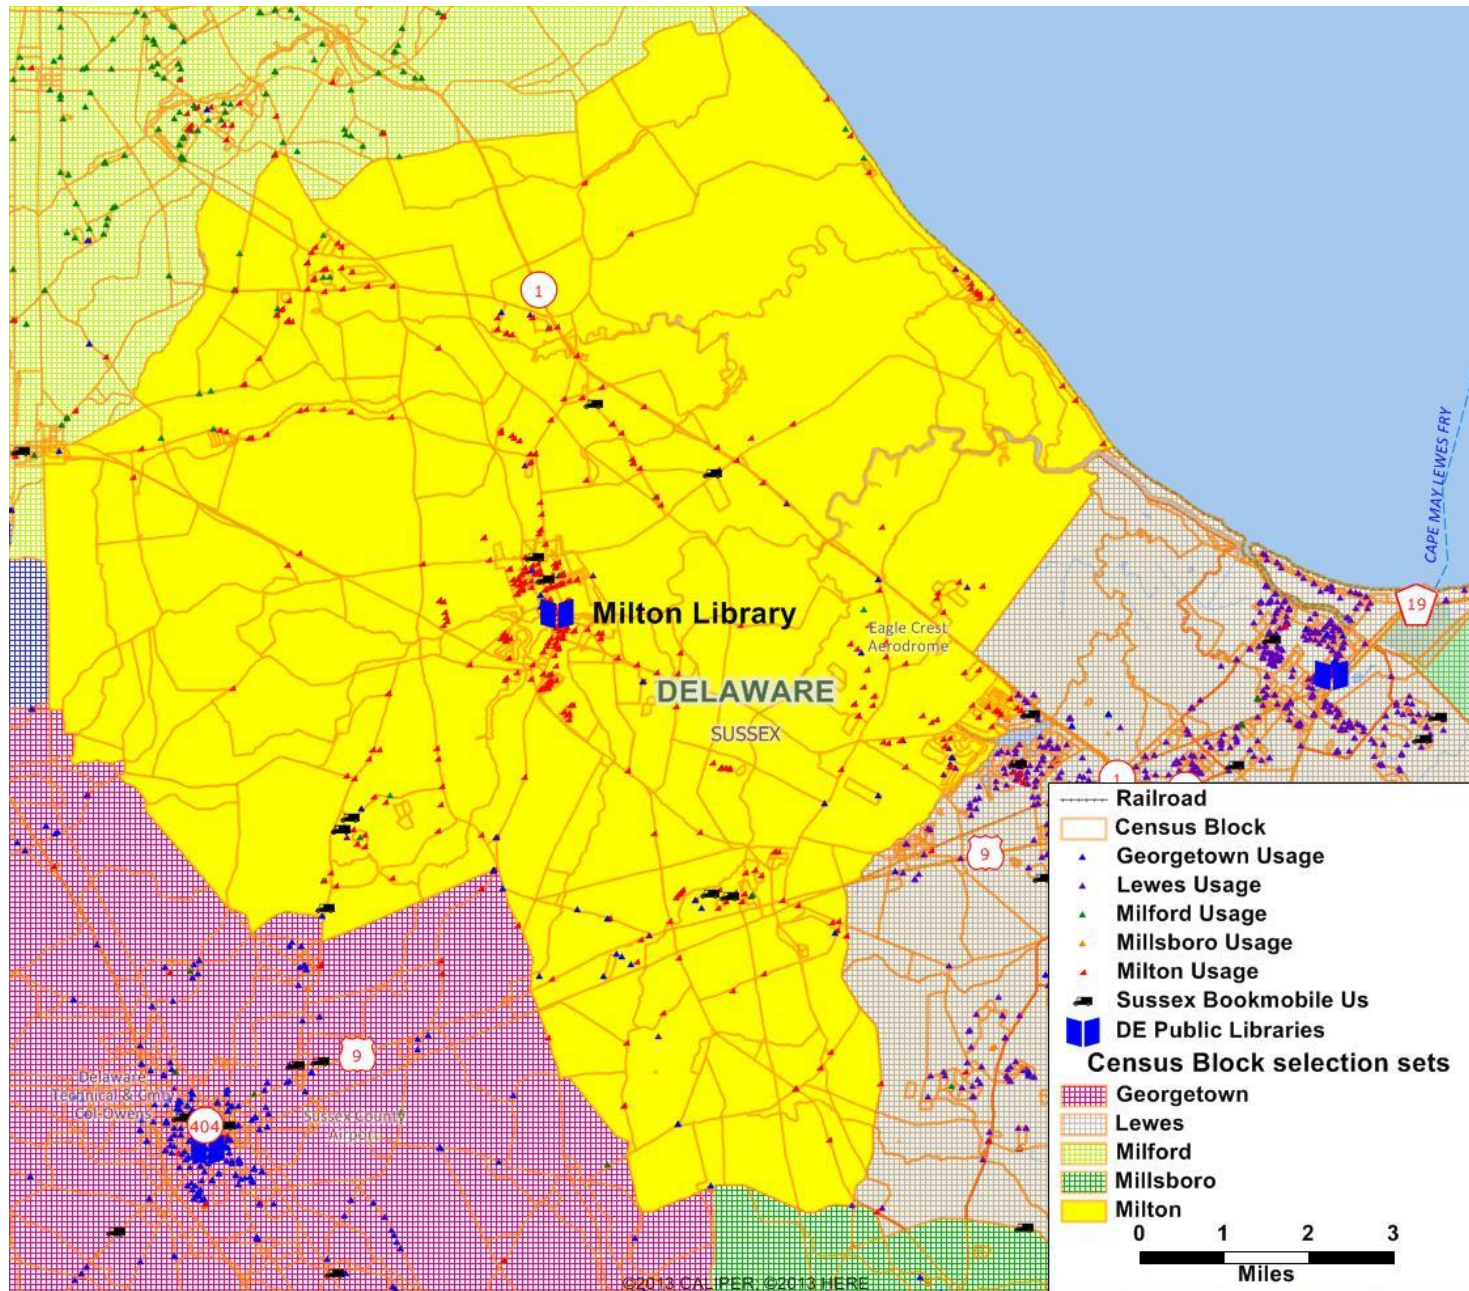 1
CAPE MAY LEWES FRY
19
Milton Library
Eagle Crest
Aerodrome
DELAWARE
SUSSEX
1
9
9
Delaware
Technical & Cmty
Col-Owens
404
Sussex County
Airport
Railroad
Census Block
Georgetown Usage
Lewes Usage
Milford Usage
Millsboro Usage
Milton Usage
Sussex Bookmobile Us
DE Public Libraries
Census Block selection sets
Georgetown
Lewes
Milford
Millsboro
Milton
0 1 2 3
Miles
©2013 CALIPER; ©2013 HERE